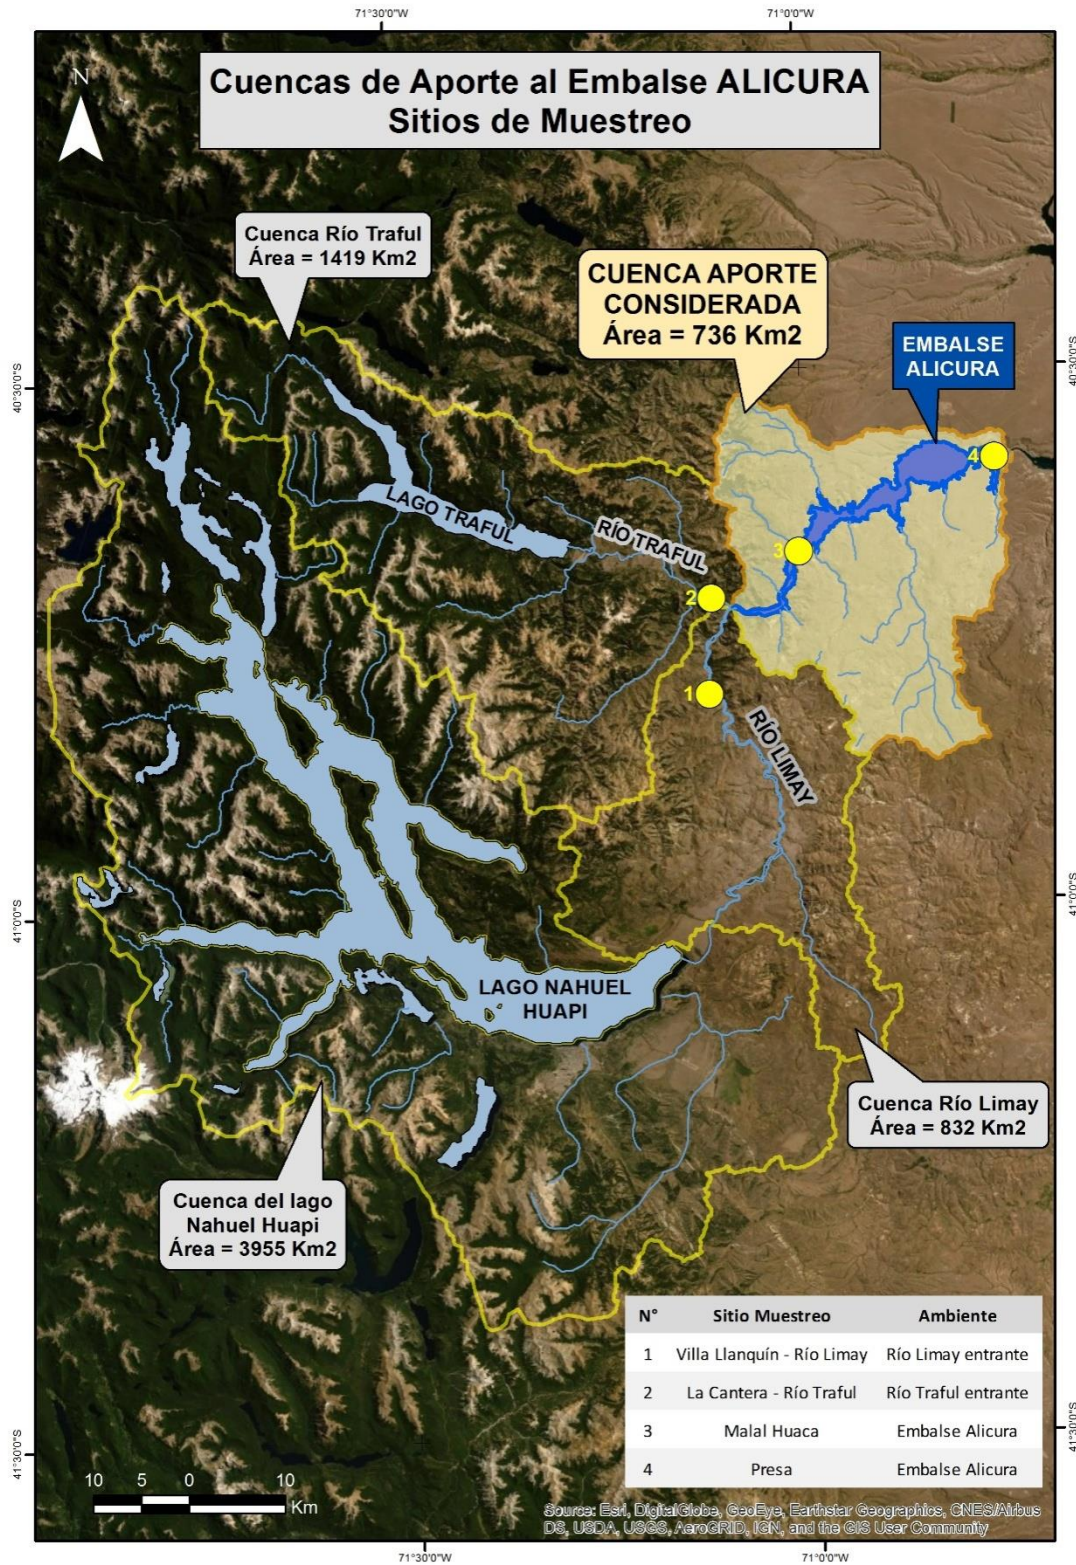 71°30'0"W
71°0'0"W
N
Cuencas de Aporte al Embalse ALICURA
Sitios de Muestreo
Cuenca Río Traful
Área = 1419 Km2
CUENCA APORTE
CONSIDERADA
Área = 736 Km2
EMBALSE
ALICURA
40°30'0"S
40°30'0"S
4
LAGO TRAFUL
RÍO TRAFUL
3
2
1
RÍO LIMAY
41°0'0"S
41°0'0"S
LAGO NAHUEL
HUAPI
Cuenca Río Limay
Área = 832 Km2
Cuenca del lago
Nahuel Huapi
Área = 3955 Km2
N° Sitio Muestreo Ambiente
1 Villa Llanquín - Río Limay Río Limay entrante
2 La Cantera - Río Traful Río Traful entrante
3 Malal Huaca Embalse Alicura
4 Presa Embalse Alicura
41°30'0"S
41°30'0"S
10 5 0 10
Km
Source: Esri, DigitalGlobe, GeoEye, Earthstar Geographics, CNES/Airbus
DS, USDA, USGS, AeroGRID, IGN, and the GIS User Community
71°30'0"W
71°0'0"W